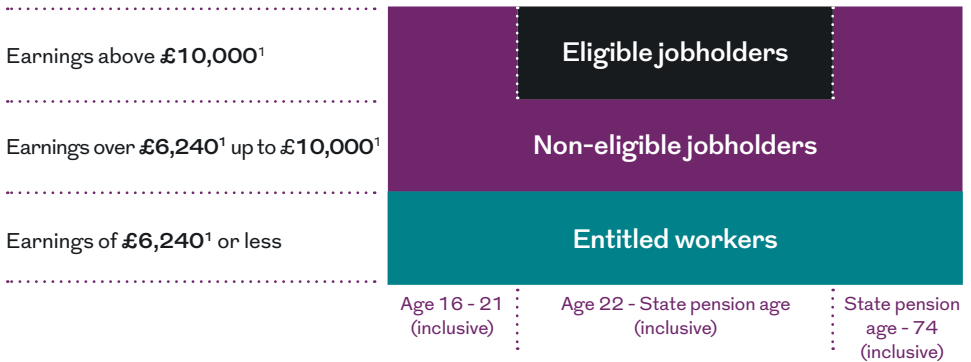 Earnings above £10,000¹
Eligible jobholders
Earnings over £6,240¹ up to £10,000¹
Non-eligible jobholders
Earnings of £6,240¹ or less
Entitled workers
Age 16 - 21
(inclusive)
Age 22 - State pension age
(inclusive)
State pension
age - 74
(inclusive)